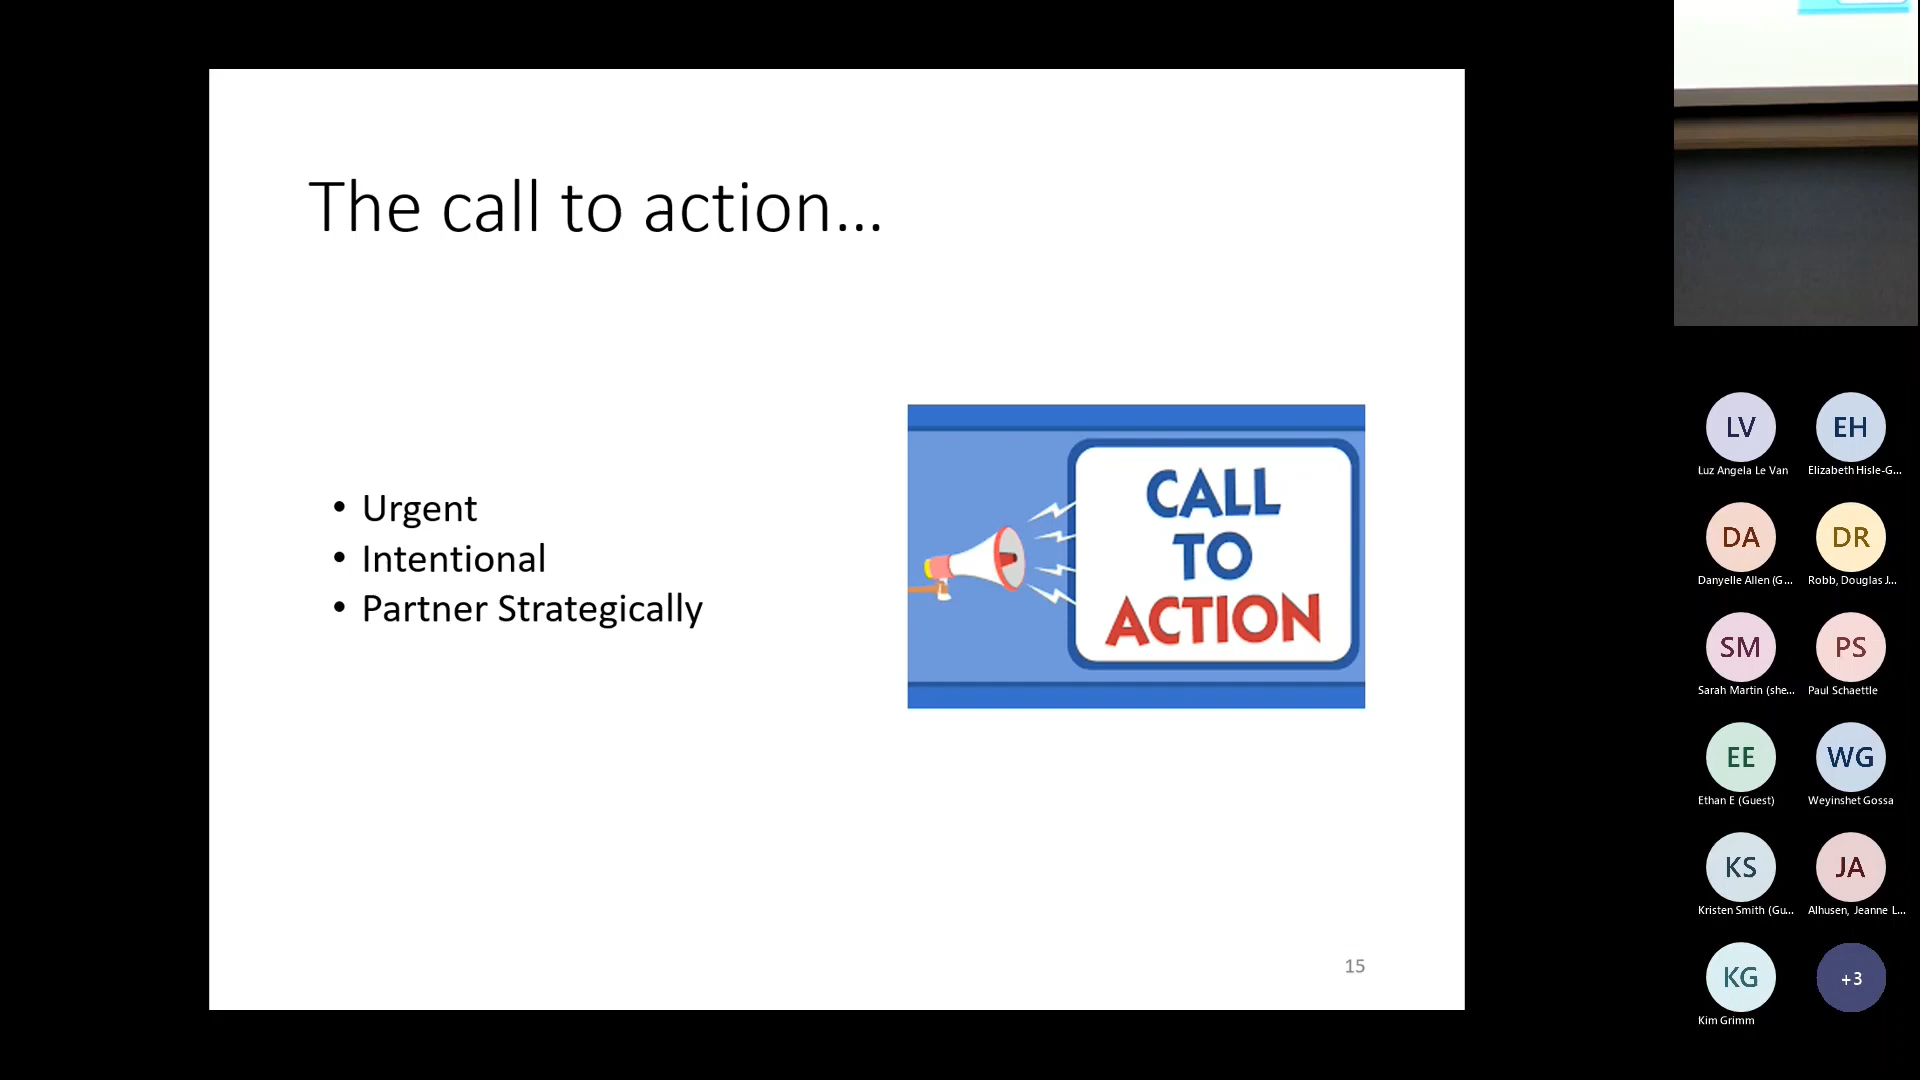 The call to action...
• Urgent
• Intentional
• Partner Strategically
CALL
TO
ACTION
15
LV
Luz Angela Le Van
EH
Elizabeth Hisle-G...
DA
Danyelle Allen (G...
DR
Robb, Douglas J...
SM
Sarah Martin (she...
PS
Paul Schaettle
EE
Ethan E (Guest)
WG
Weyinshet Gossa
KS
Kristen Smith (Gu...
JA
Alhusen, Jeanne L...
KG
Kim Grimm
+3